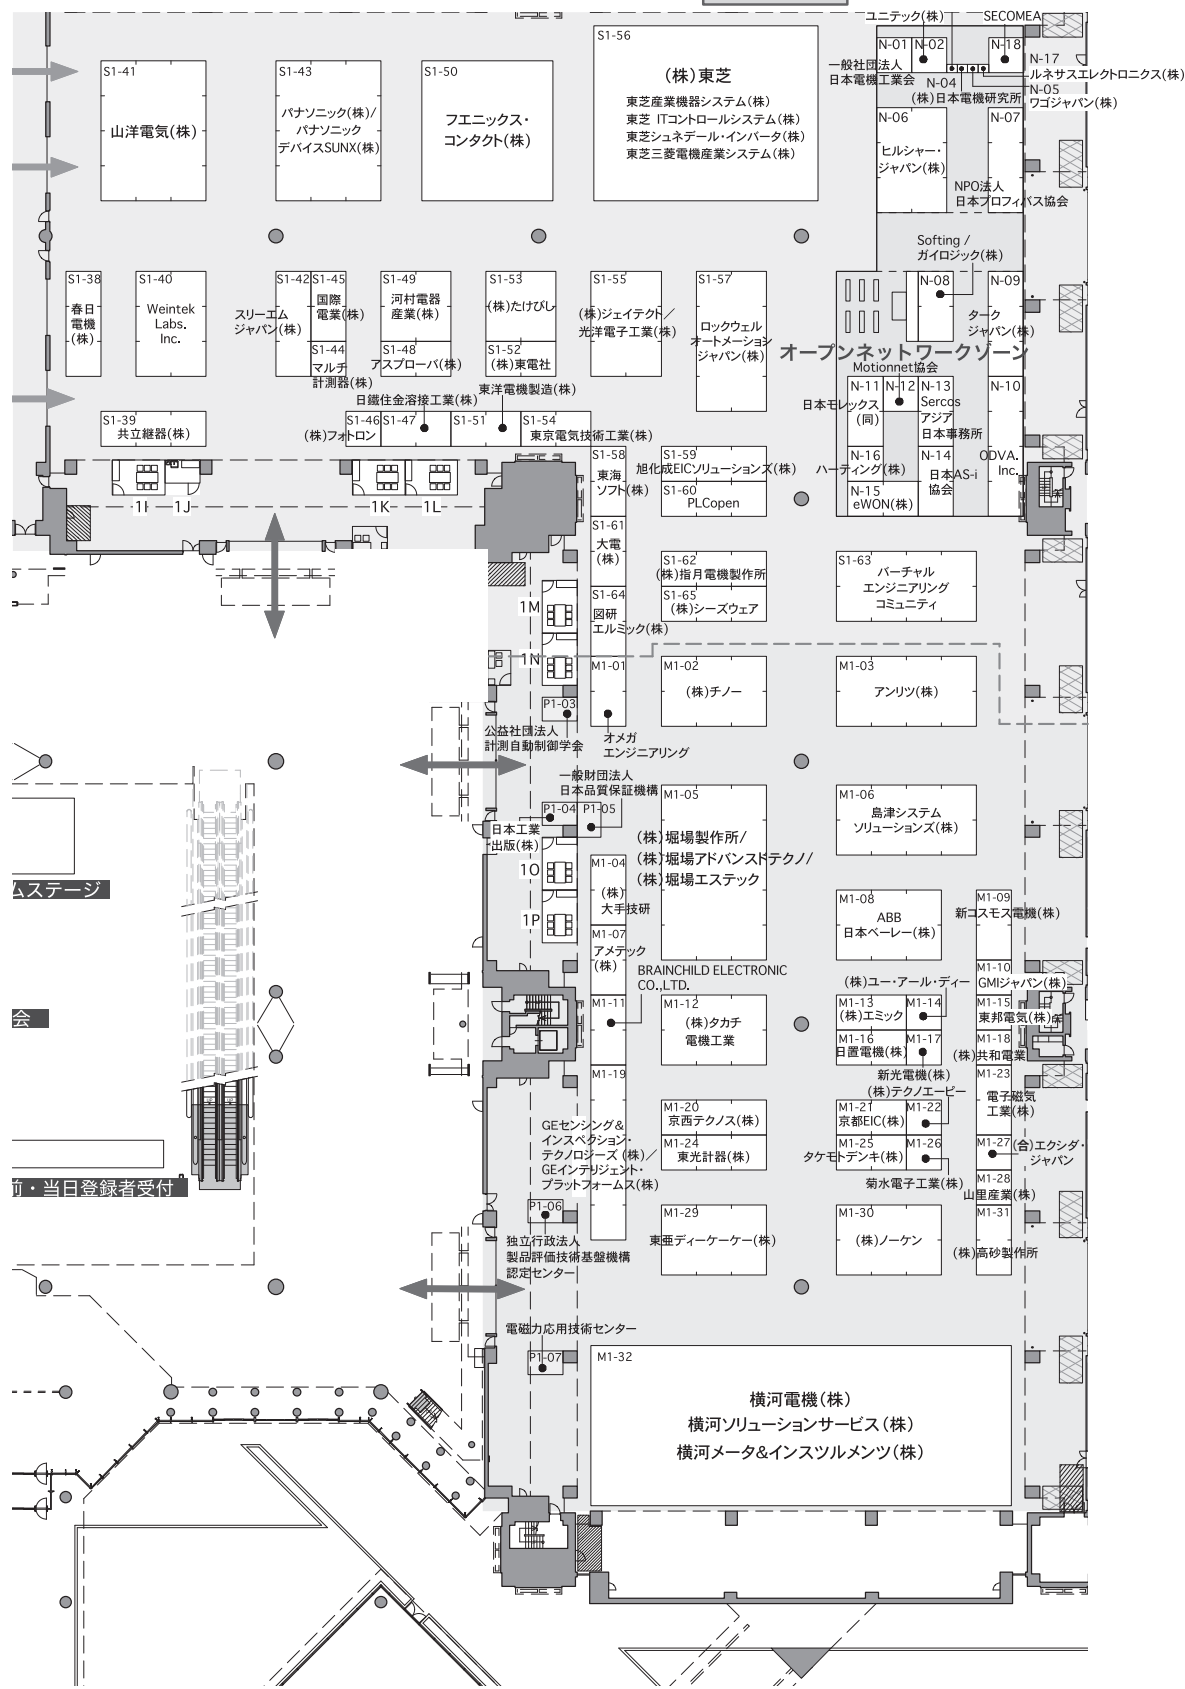 ユニテック(株)
SECOMEA
S1-56
(株)東芝
東芝産業機器システム(株)
東芝 ITコントロールシステム(株)
東芝シュネデール・インバータ(株)
東芝三菱電機産業システム(株)
N-01
N-02
N-18
一般社団法人
日本電機工業会
N-17
ルネサスエレクトロニクス(株)
N-04
(株)日本電機研究所
N-05
ワゴジャパン(株)
S1-41
山洋電気(株)
S1-43
パナソニック(株)/
パナソニック
デバイスSUNX(株)
S1-50
フエニックス・
コンタクト(株)
N-06
ヒルシャー・
ジャパン(株)
N-07
NPO法人
日本プロフィバス協会
Softing /
ガイロジック(株)
S1-38
春日
電機
(株)
S1-40
Weintek
Labs.
Inc.
S1-42
スリーエム
ジャパン(株)
S1-45
国際
電業(株)
S1-44
マルチ
計測器(株)
S1-49
河村電器
産業(株)
S1-48
アスプローバ(株)
S1-53
(株)たけびし
S1-52
(株)東電社
S1-55
(株)ジェイテクト/
光洋電子工業(株)
S1-57
ロックウェル
オートメーション
ジャパン(株)
N-08
N-09
ターク
ジャパン(株)
オープンネットワークゾーン
Motionnet協会
N-11
日本モレックス
(同)
N-12
N-13
Sercos
アジア
日本事務所
N-10
ODVA.
Inc.
N-16
ハーティング(株)
N-14
日本AS-i
協会
N-15
eWON(株)
東洋電機製造(株)
日鐵住金溶接工業(株)
S1-39
共立継器(株)
S1-46
(株)フォトロン
S1-47
S1-51
S1-54
東京電気技術工業(株)
S1-58
東海
ソフト(株)
S1-59
旭化成EICソリューションズ(株)
S1-60
PLCopen
1I
1J
1K
1L
S1-61
大電
(株)
S1-62
(株)指月電機製作所
S1-63
バーチャル
エンジニアリング
コミュニティ
S1-64
図研
エルミック(株)
S1-65
(株)シーズウェア
1M
1N
M1-01
オメガ
エンジニアリング
M1-02
(株)チノー
M1-03
アンリツ(株)
P1-03
公益社団法人
計測自動制御学会
一般財団法人
日本品質保証機構
P1-04
P1-05
日本工業
出版(株)
1O
1P
M1-05
(株)堀場製作所/
(株)堀場アドバンスドテクノ/
(株)堀場エステック
M1-06
島津システム
ソリューションズ(株)
M1-04
(株)
大手技研
M1-07
アメテック
(株)
M1-08
ABB
日本ベーレー(株)
M1-09
新コスモス電機(株)
ムステージ
会
前・当日登録者受付
BRAINCHILD ELECTRONIC
CO.,LTD.
(株)ユー・アール・ディー
M1-10
GMIジャパン(株)
M1-11
M1-12
(株)タカチ
電機工業
M1-13
(株)エミック
M1-14
M1-15
東邦電気(株)
M1-16
日置電機(株)
M1-17
新光電機(株)
M1-18
(株)共和電業
M1-19
GEセンシング&
インスペクション・
テクノロジーズ (株)/
GEインテリジェント・
プラットフォームス(株)
M1-20
京西テクノス(株)
(株)テクノエーピー
M1-21
京都EIC(株)
M1-22
M1-23
電子磁気
工業(株)
M1-24
東光計器(株)
M1-25
タケモトデンキ(株)
M1-26
菊水電子工業(株)
M1-27
(合)エクシダ・
ジャパン
M1-28
山里産業(株)
P1-06
独立行政法人
製品評価技術基盤機構
認定センター
M1-29
東亜ディーケーケー(株)
M1-30
(株)ノーケン
M1-31
(株)高砂製作所
電磁力応用技術センター
P1-07
M1-32
横河電機(株)
横河ソリューションサービス(株)
横河メータ&インスツルメンツ(株)